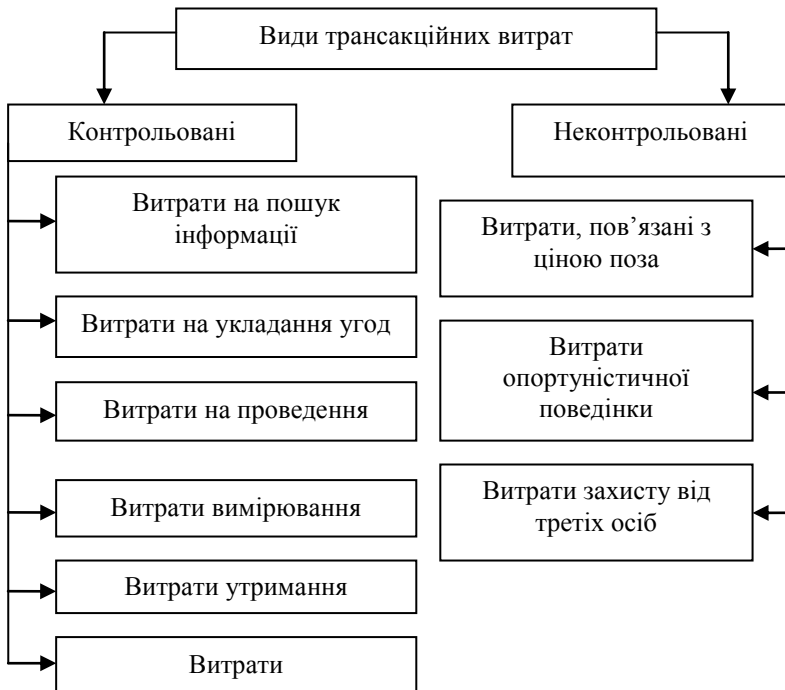 Види трансакційних витрат
Контрольовані
Неконтрольовані
Витрати на пошук
інформації
Витрати на укладання угод
Витрати на проведення
Витрати вимірювання
Витрати утримання
Витрати
Витрати, пов’язані з
ціною поза
Витрати
опортуністичної
поведінки
Витрати захисту від
третіх осіб